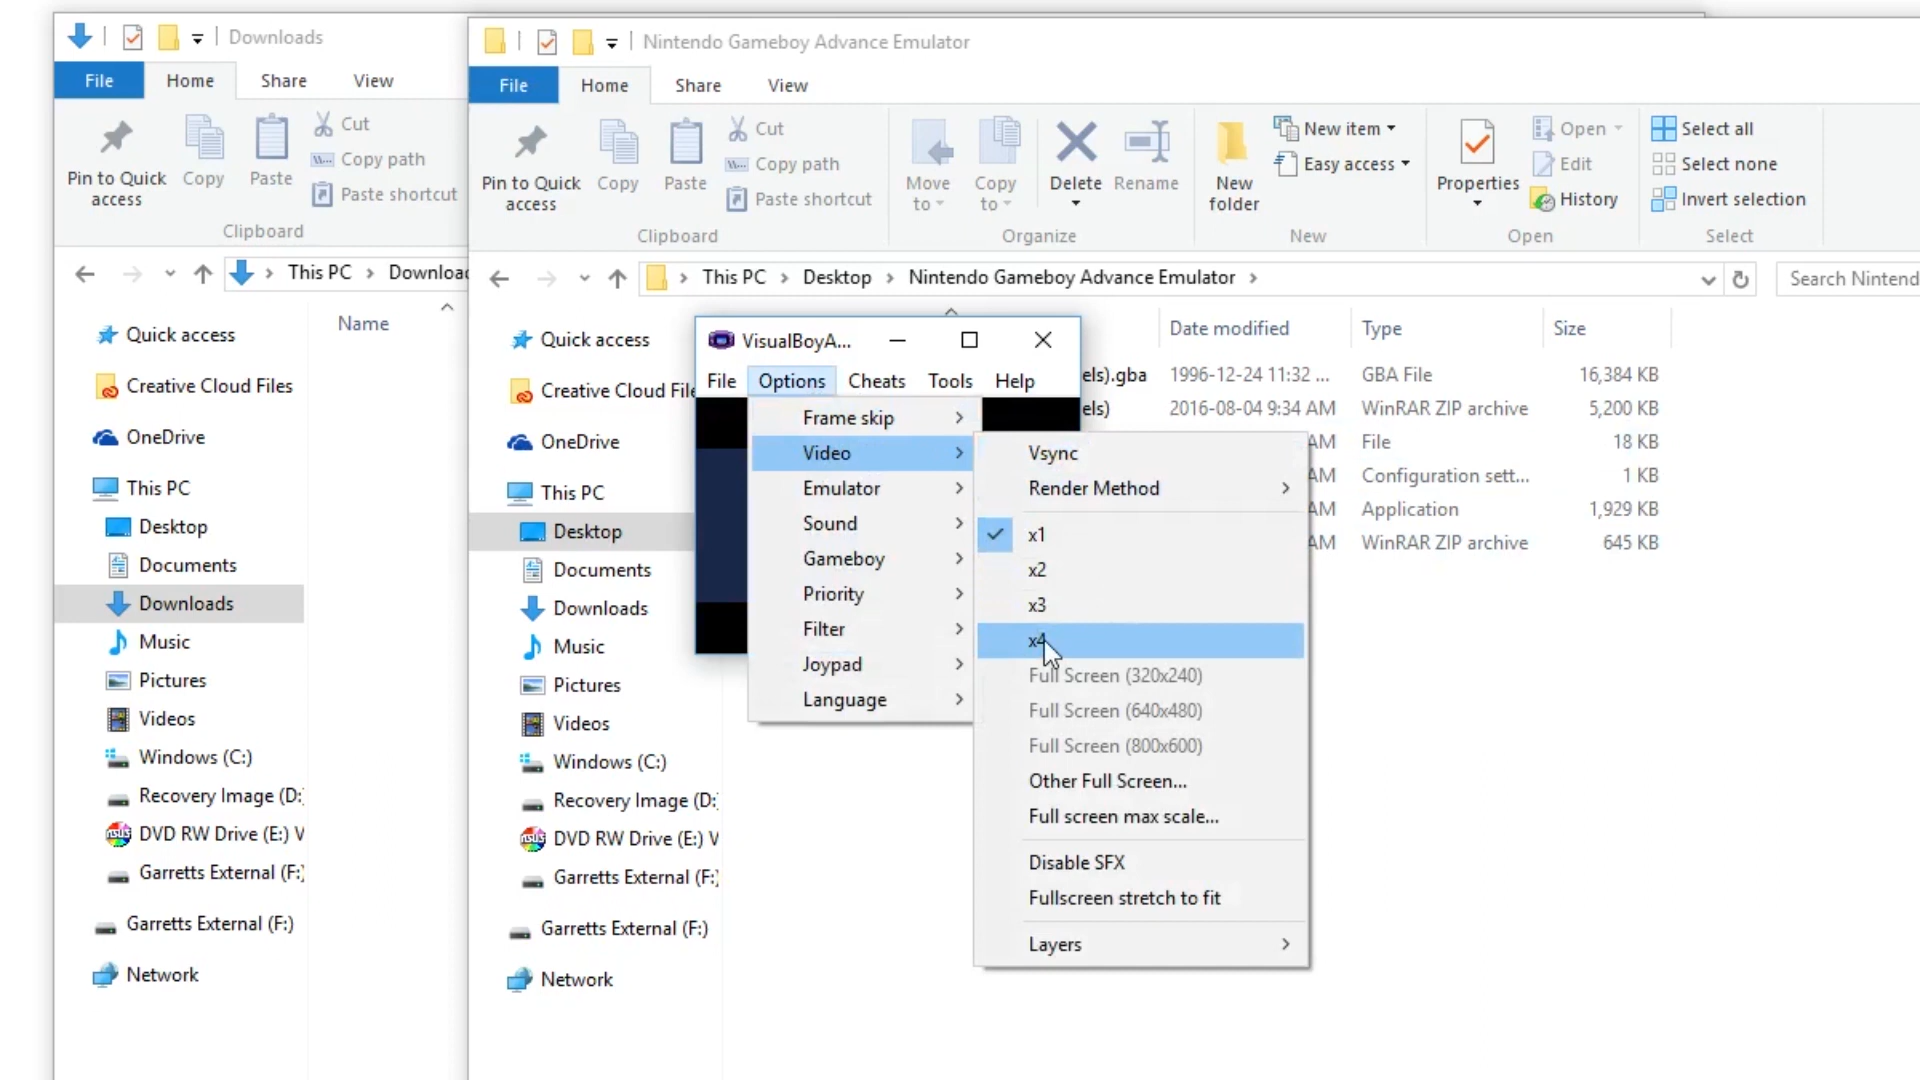 Downloads
File Home Share View
Pin to Quick access
Copy
Paste
Cut
Copy path
Paste shortcut
Clipboard
This PC
Name
Quick access
Creative Cloud Files
OneDrive
This PC
Desktop
Documents
Downloads
Music
Pictures
Videos
Windows (C:)
Recovery Image (D:
DVD RW Drive (E:) V
Garretts External (F:
Garretts External (F:)
Network
Nintendo Gameboy Advance Emulator
File Home Share View
Pin to Quick access
Copy
Paste
Cut
Copy path
Paste shortcut
Clipboard
Move to
Copy to
Delete
Rename
Organize
New folder
New item
Easy access
New
Properties
Open
Edit
History
Open
Select all
Select none
Invert selection
Select
This PC Desktop Nintendo Gameboy Advance Emulator
Search Nintend
Quick access
Creative Cloud File
OneDrive
This PC
Desktop
Documents
Downloads
Music
Pictures
Videos
Windows (C:)
Recovery Image (D:
DVD RW Drive (E:) V
Garretts External (F:)
Garretts External (F:)
Network
Date modified Type Size
els).gba 1996-12-24 11:32 ... GBA File 16,384 KB
els) 2016-08-04 9:34 AM WinRAR ZIP archive 5,200 KB
AM File 18 KB
AM Configuration sett... 1 KB
AM Application 1,929 KB
AM WinRAR ZIP archive 645 KB
VisualBoyA...
File Options Cheats Tools Help
Frame skip
Video
Emulator
Sound
Gameboy
Priority
Filter
Joypad
Language
Vsync
Render Method
x1
x2
x3
x4
Full Screen (320x240)
Full Screen (640x480)
Full Screen (800x600)
Other Full Screen...
Full screen max scale...
Disable SFX
Fullscreen stretch to fit
Layers